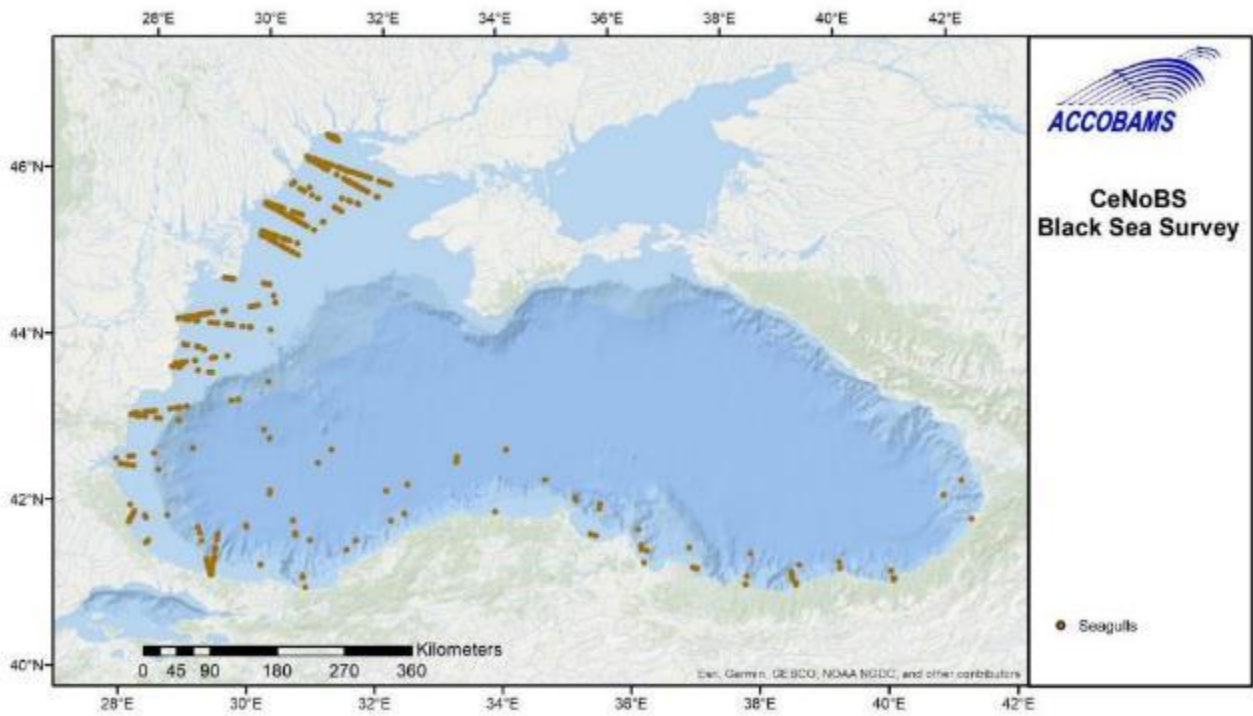 28°E 30°E 32°E 34°E 36°E 38°E 40°E 42°E
ACCOBAMS
CeNoBS
Black Sea Survey
46°N
44°N
42°N
40°N
Seagulls
Kilometers
0 45 90 180 270 360
Esri, Garmin, GEBCO, NOAA NGDC, and other contributors
28°E 30°E 32°E 34°E 36°E 38°E 40°E 42°E